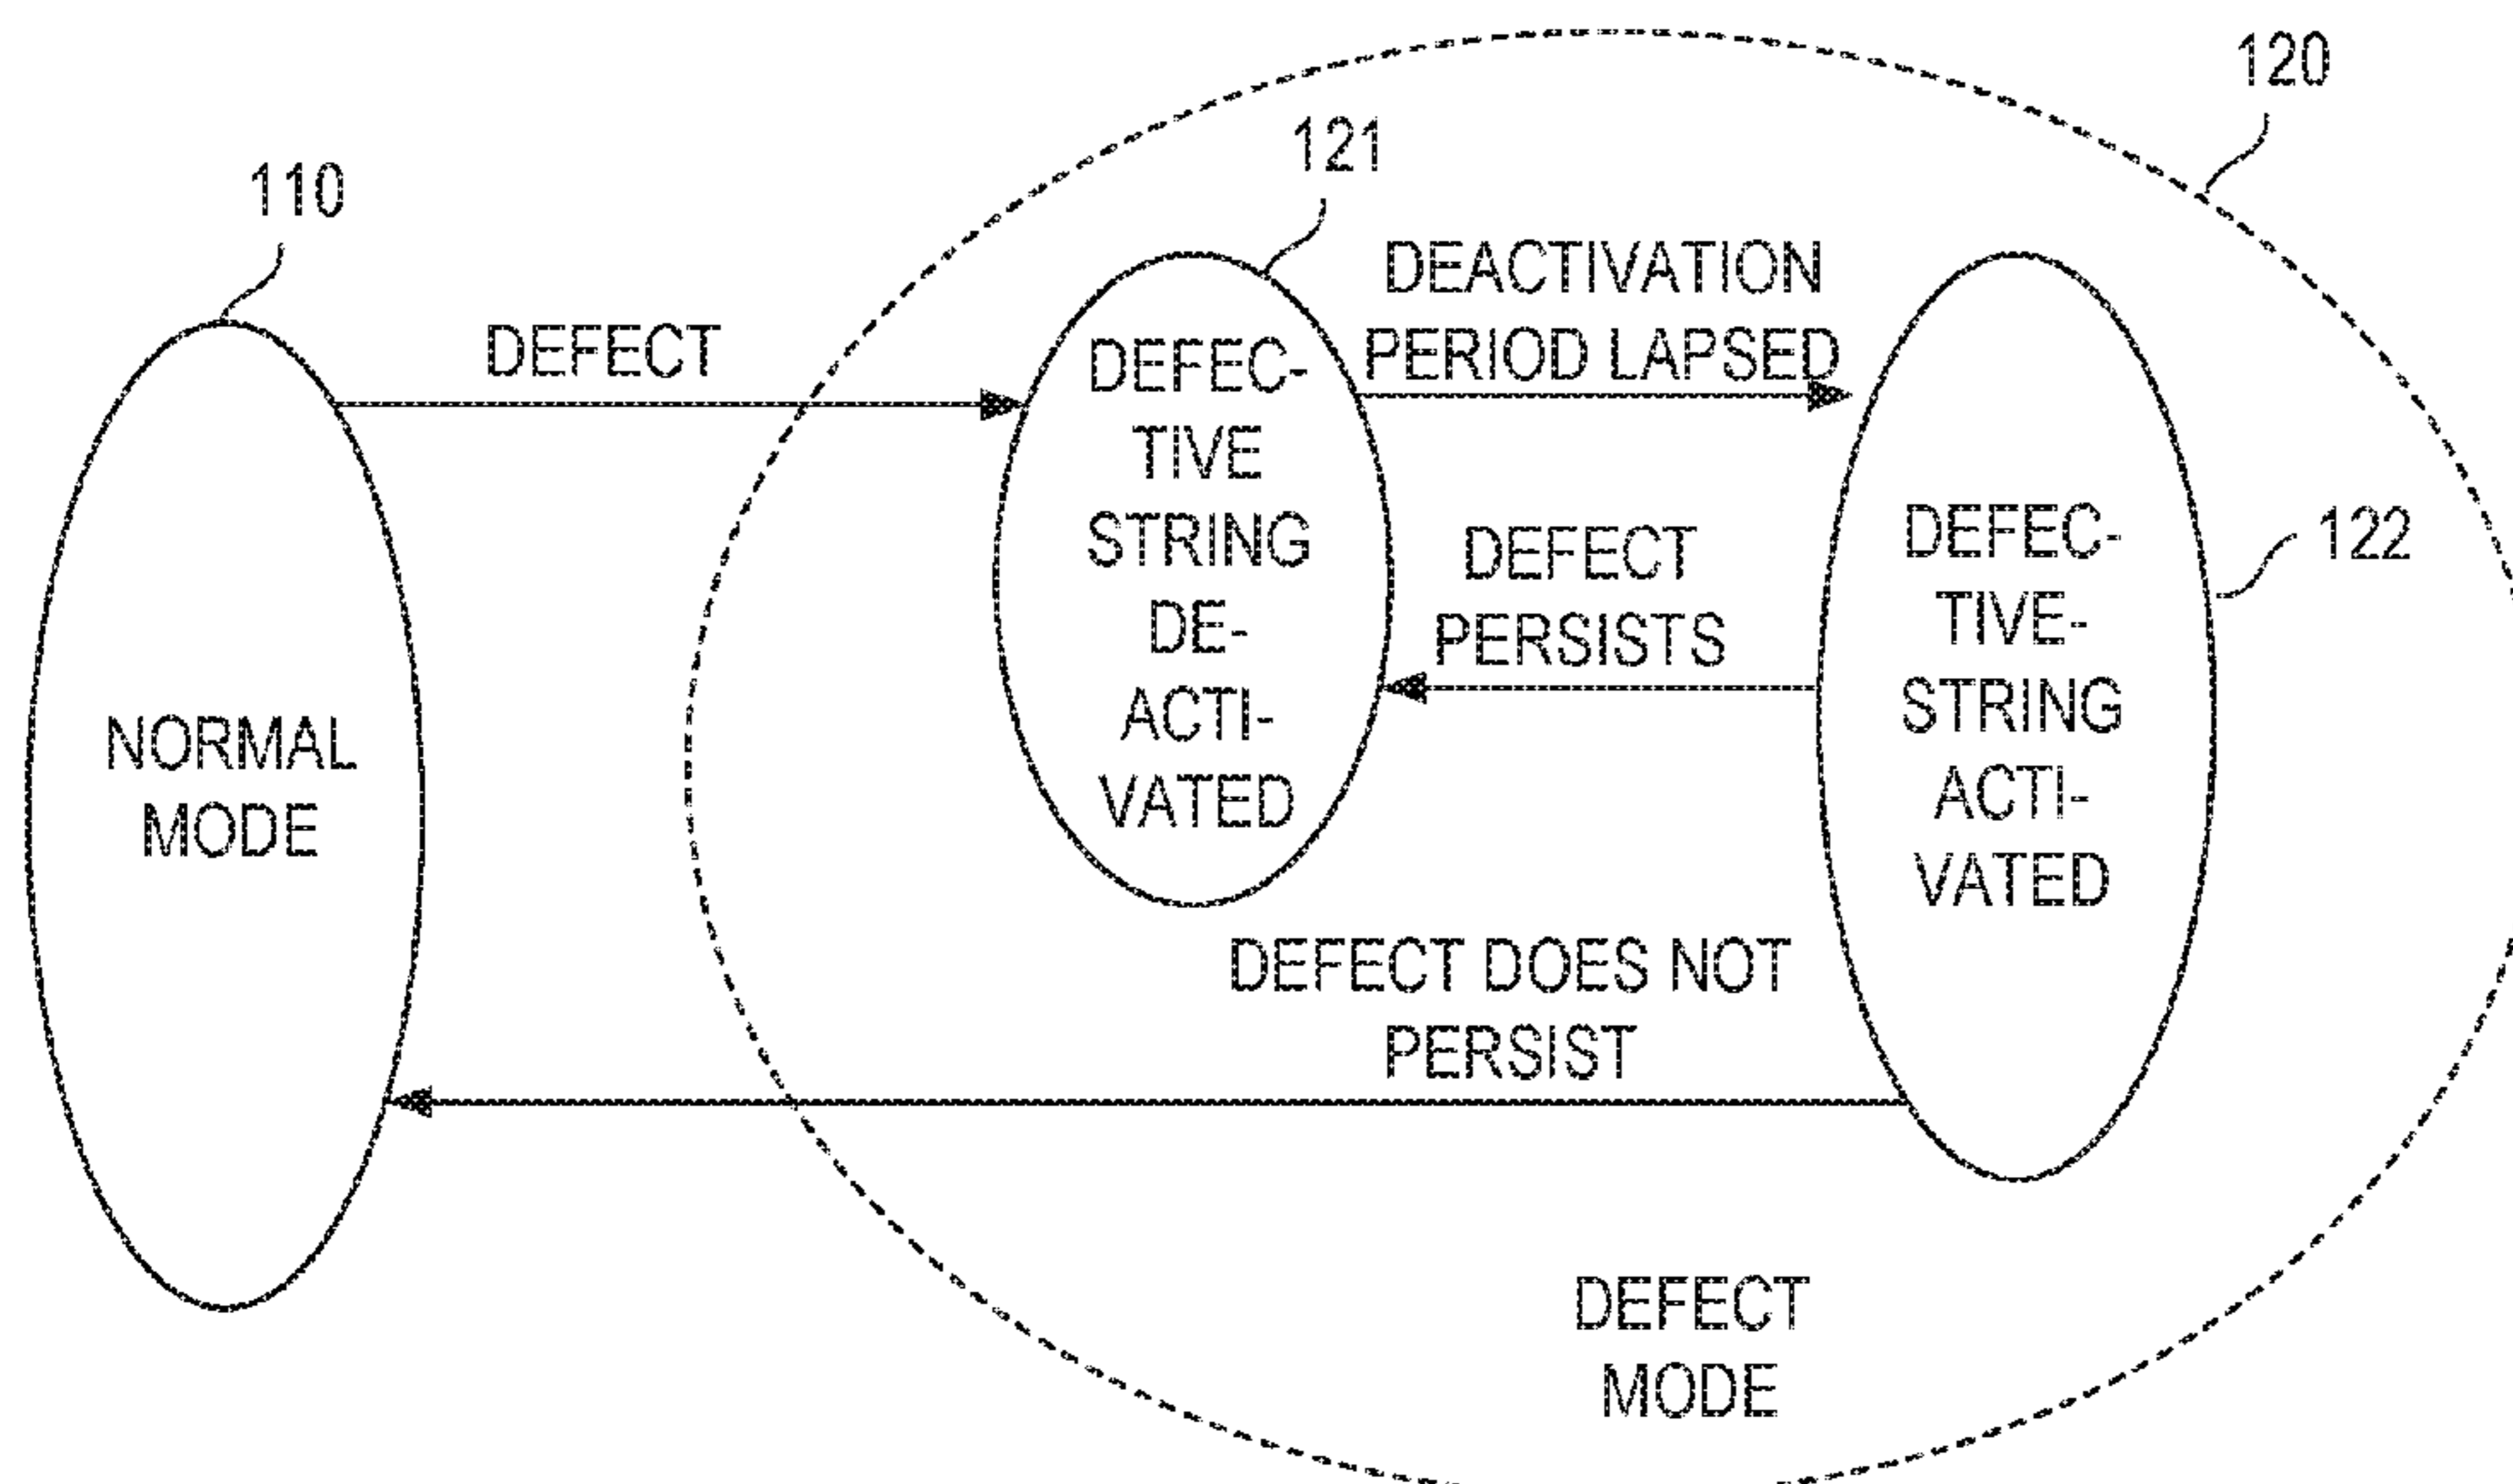 120
121
110
DEACTIVATION
PERIOD LAPSED
DEFECT
DEFEC-
TIVE
STRING
DE-
ACTI-
VATED
DEFECT
PERSISTS
DEFEC-
TIVE-
STRING
ACTI-
VATED
122
NORMAL
MODE
DEFECT DOES NOT
PERSIST
DEFECT
MODE